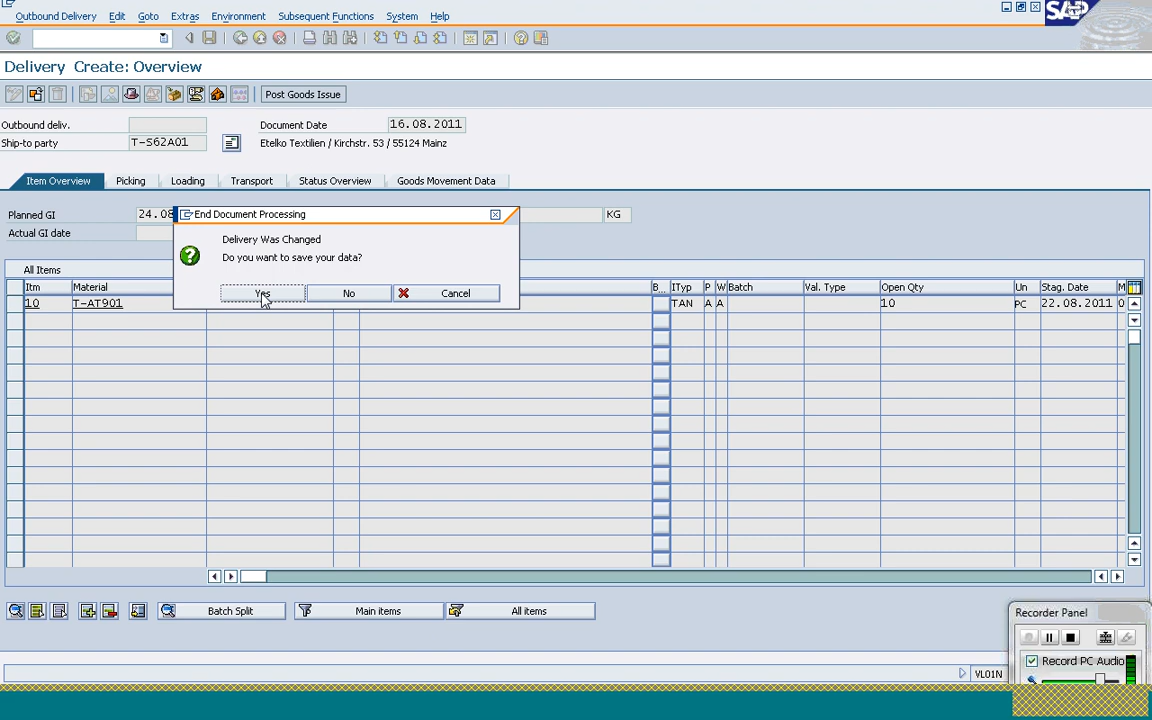 Outbound Delivery Edit Goto Extras Environment Subsequent Functions System Help
SAP
Delivery Create: Overview
Post Goods Issue
Outbound deliv. Document Date 16.08.2011
Ship-to party T-S62A01 Etelko Textilien / Kirchstr. 53 / 55124 Mainz
Item Overview Picking Loading Transport Status Overview Goods Movement Data
Planned GI 24.08 KG
Actual GI date
End Document Processing
Delivery Was Changed
Do you want to save your data?
Yes No Cancel
All Items
Itm Material B... ITyp P W Batch Val. Type Open Qty Un Stag. Date M
10 T-AT901 TAN A A 10 PC 22.08.2011 0
Batch Split Main items All items
Recorder Panel
Record PC Audio
VL01N